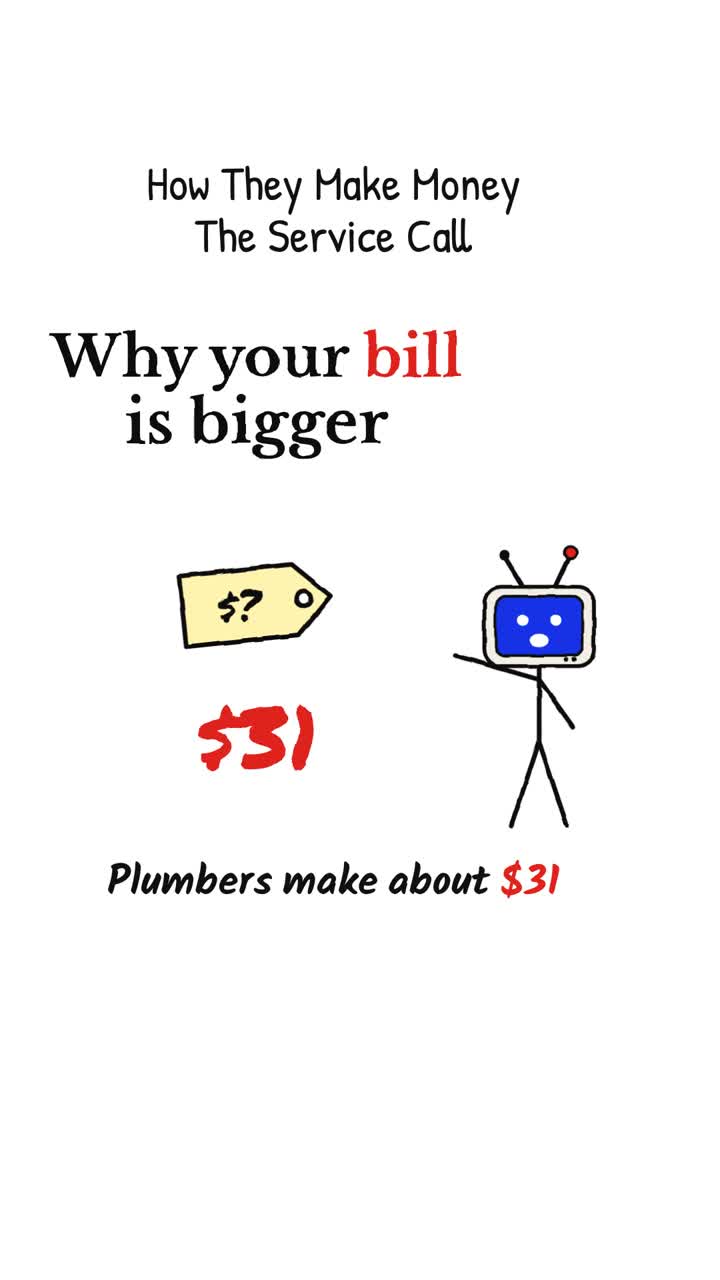 How They Make Money
The Service Call
Why your bill
is bigger
$?
$31
Plumbers make about $31